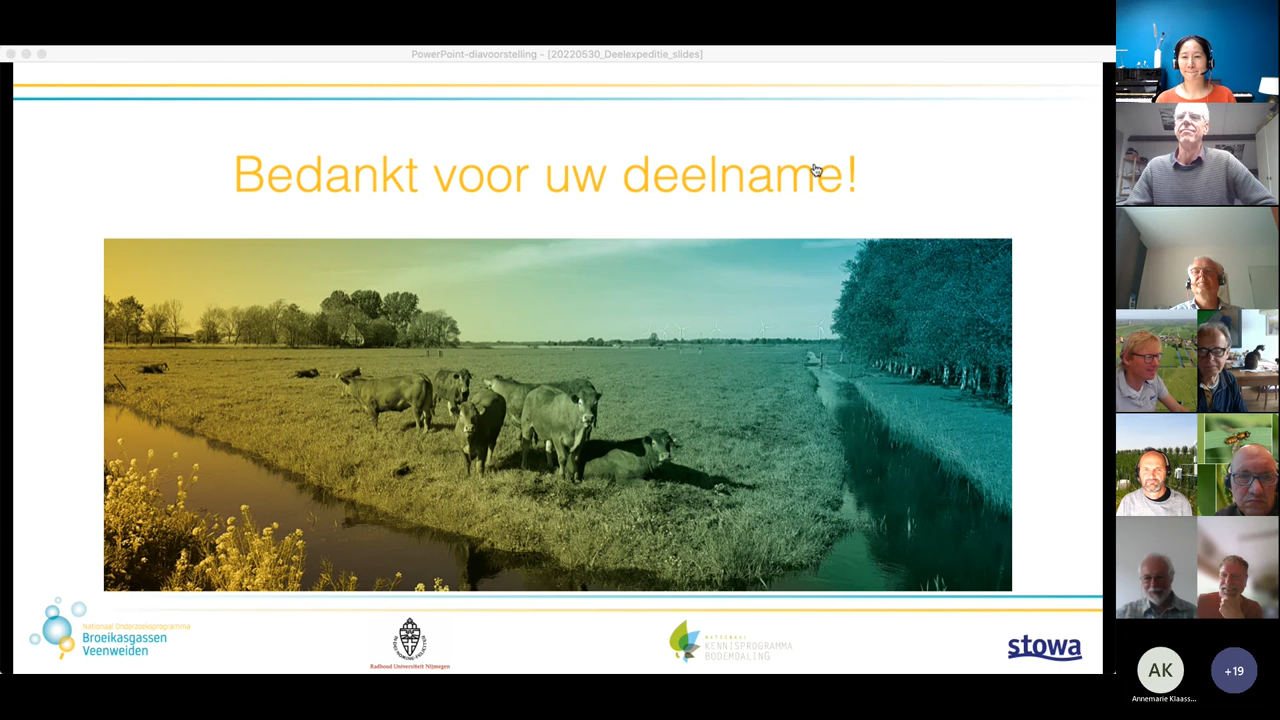 PowerPoint-diavoorstelling - [20220530_Deelexpeditie_slides]
Bedankt voor uw deelname!
Nationaal Onderzoeksprogramma
Broeikasgassen
Veenweiden
Radboud Universiteit Nijmegen
NATIONAAL
KENNISPROGRAMMA
BODEMDALING
stowa
AK
Annemarie Klaass...
+19